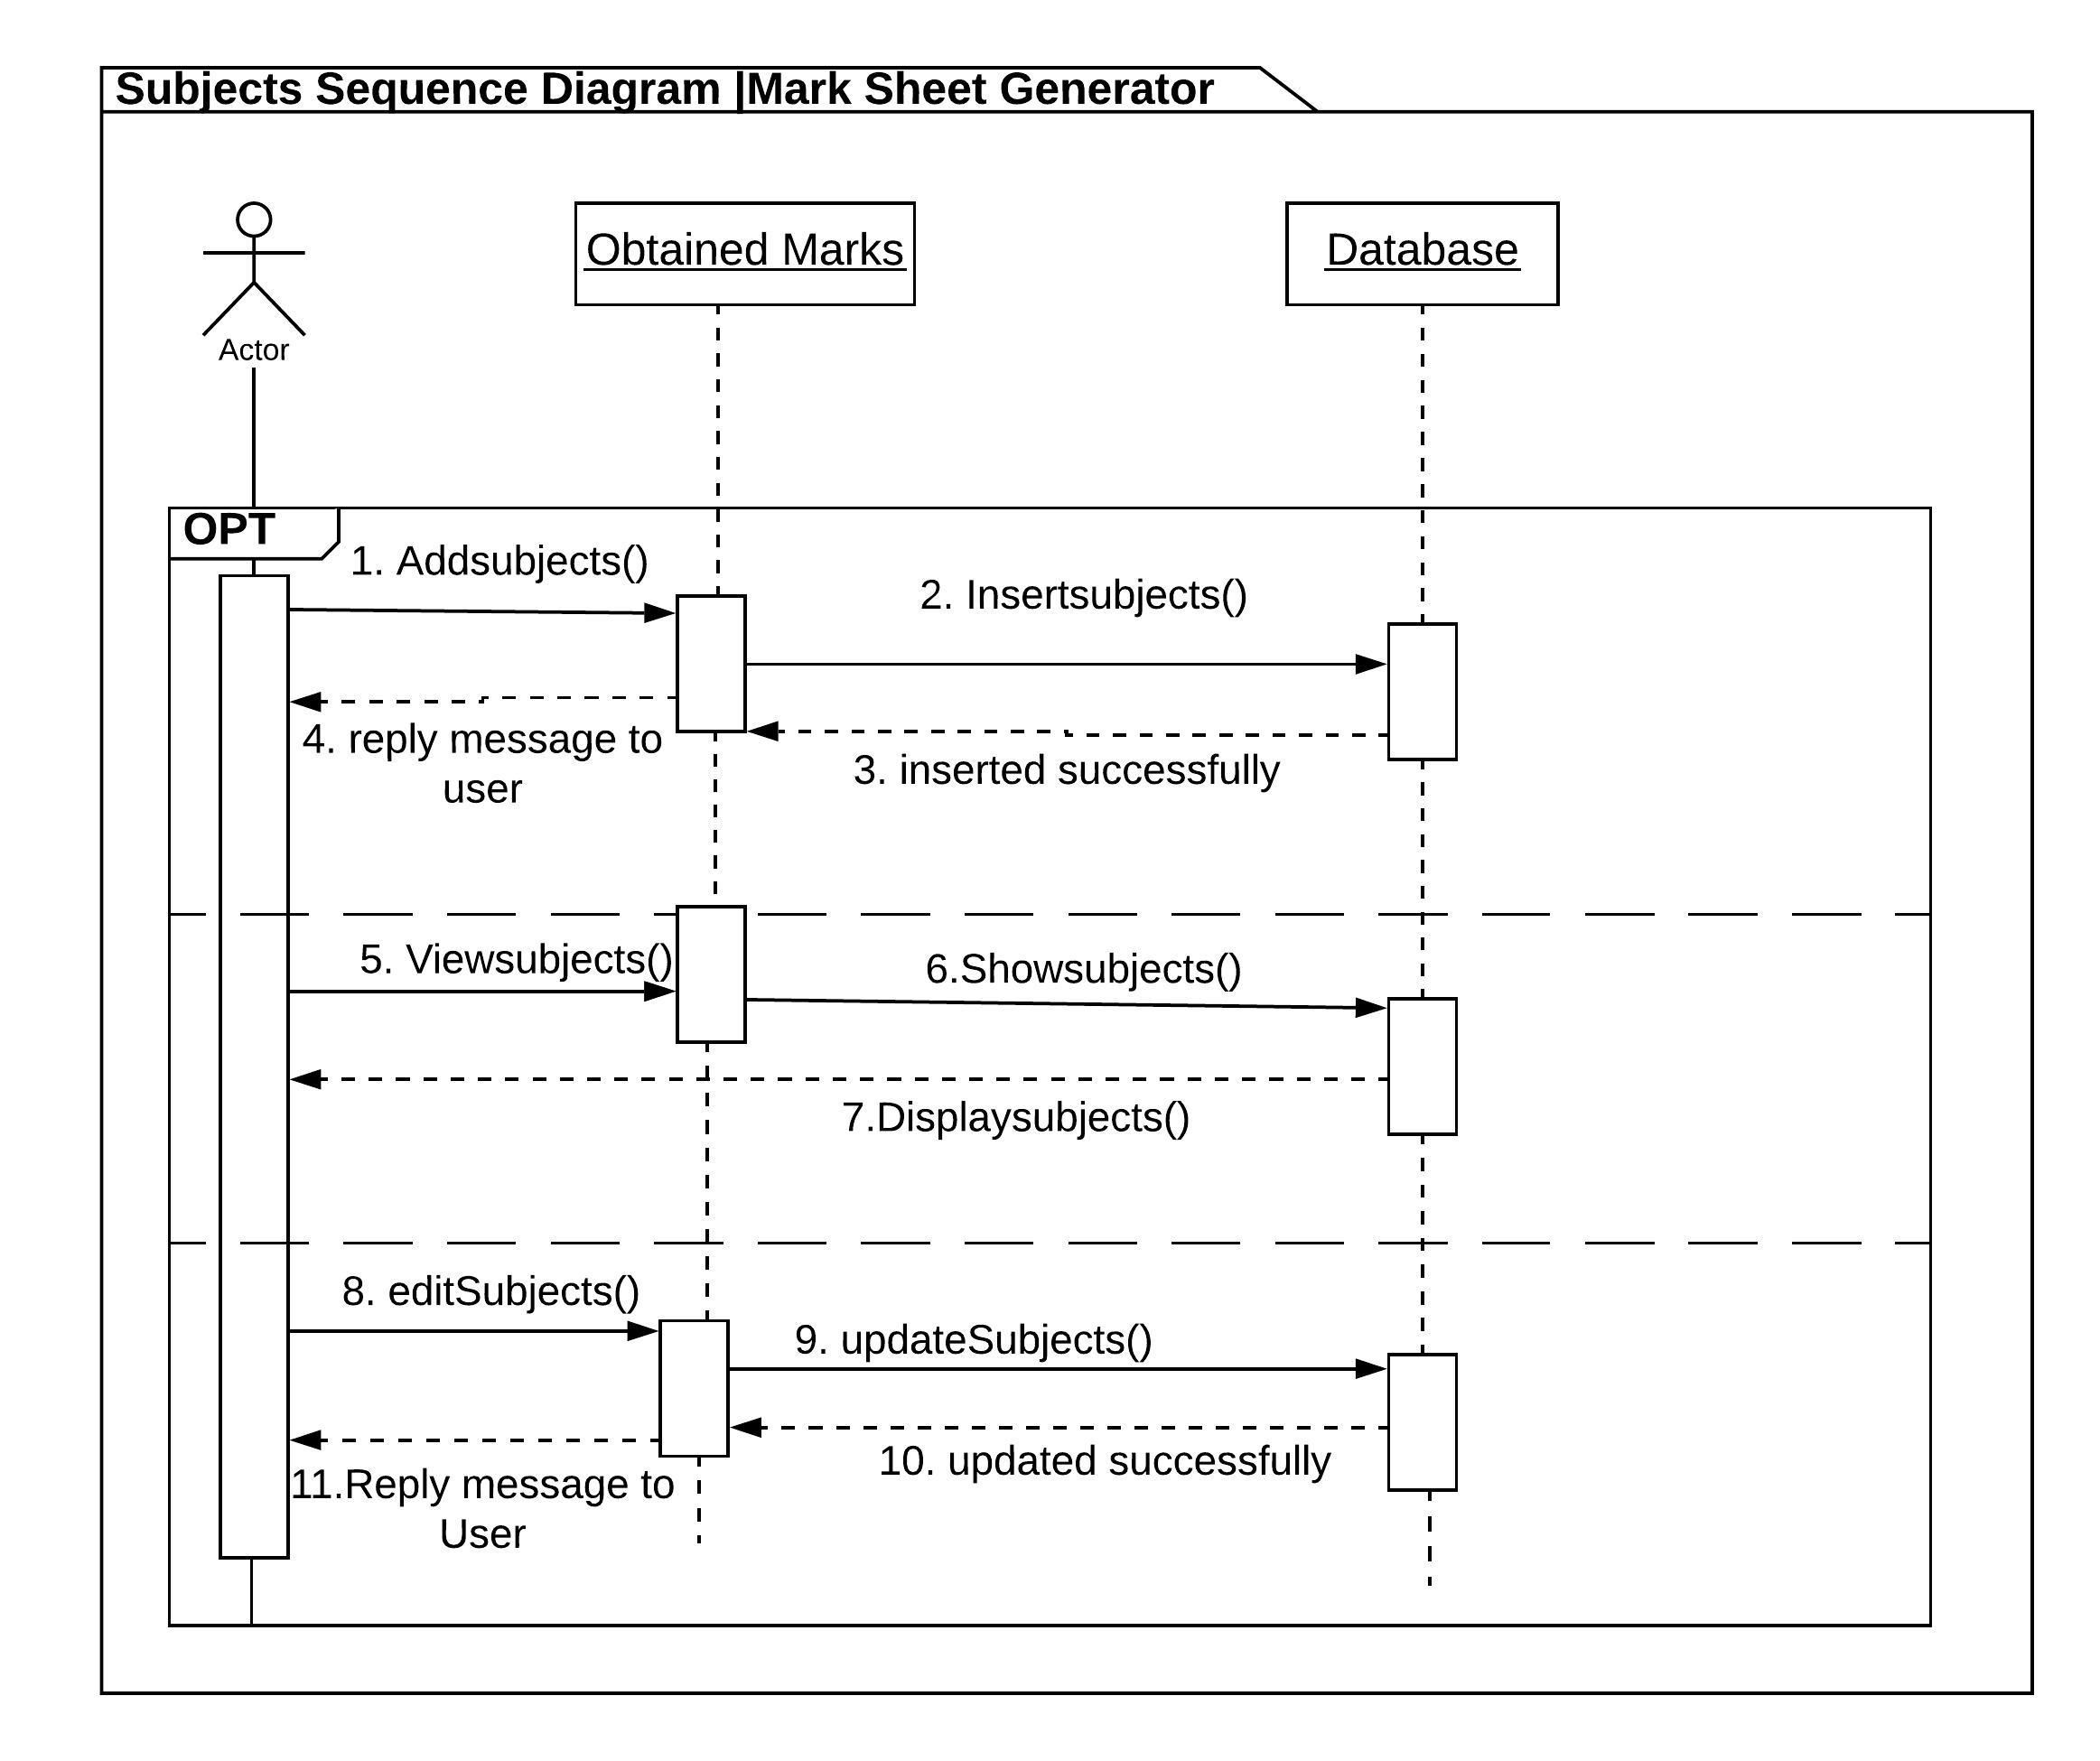 Subjects Sequence Diagram |Mark Sheet Generator
Obtained Marks
Database
Actor
OPT
1. Addsubjects()
2. Insertsubjects()
4. reply message to
user
3. inserted successfully
5. Viewsubjects()
6.Showsubjects()
7.Displaysubjects()
8. editSubjects()
9. updateSubjects()
10. updated successfully
11.Reply message to
User